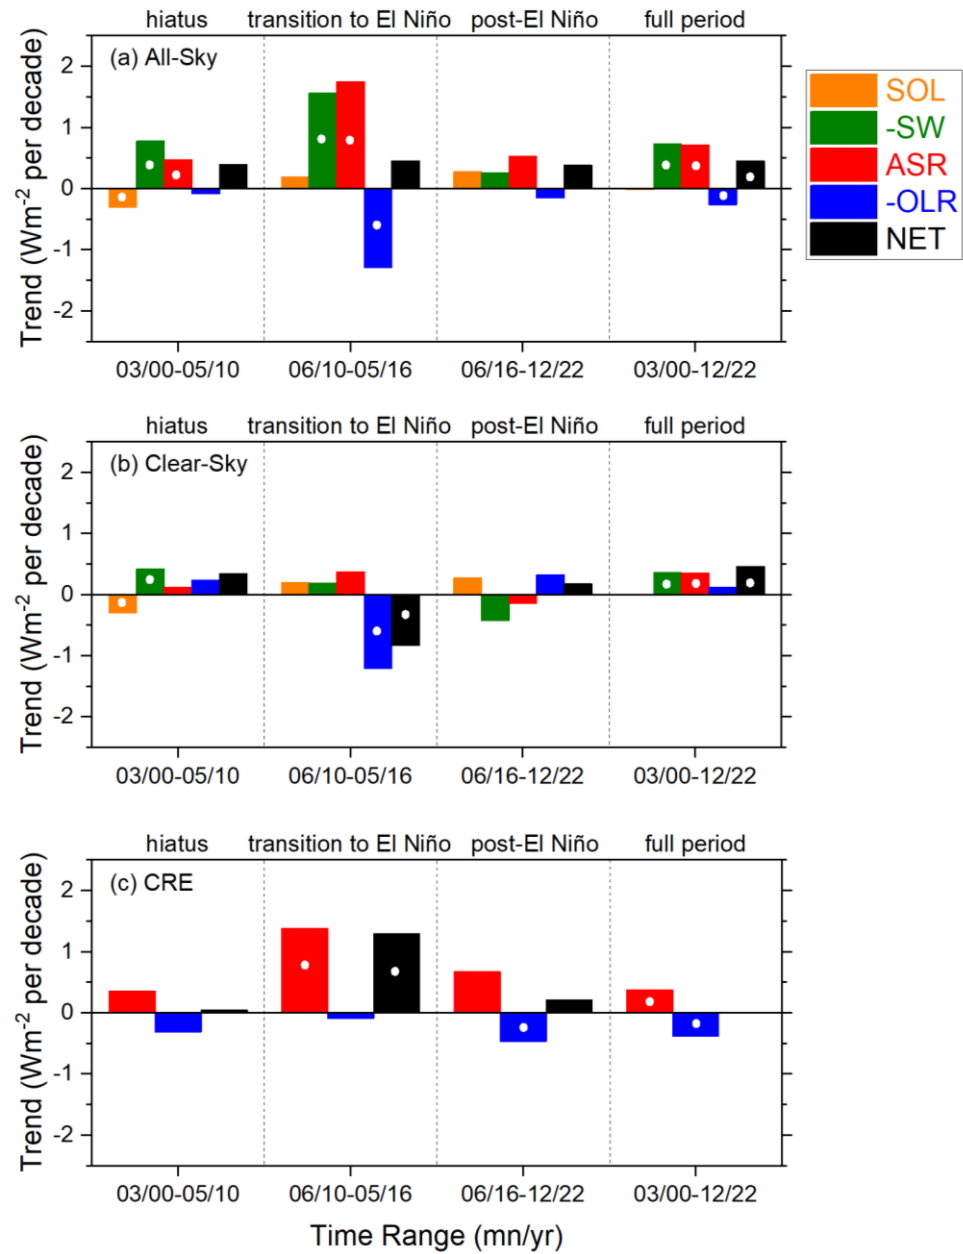 hiatus transition to El Niño post-El Niño full period
(a) All-Sky
2
1
0
-1
-2
Trend (Wm⁻² per decade)
03/00-05/10 06/10-05/16 06/16-12/22 03/00-12/22
SOL
-SW
ASR
-OLR
NET
hiatus transition to El Niño post-El Niño full period
(b) Clear-Sky
2
1
0
-1
-2
Trend (Wm⁻² per decade)
03/00-05/10 06/10-05/16 06/16-12/22 03/00-12/22
hiatus transition to El Niño post-El Niño full period
(c) CRE
2
1
0
-1
-2
Trend (Wm⁻² per decade)
03/00-05/10 06/10-05/16 06/16-12/22 03/00-12/22
Time Range (mn/yr)